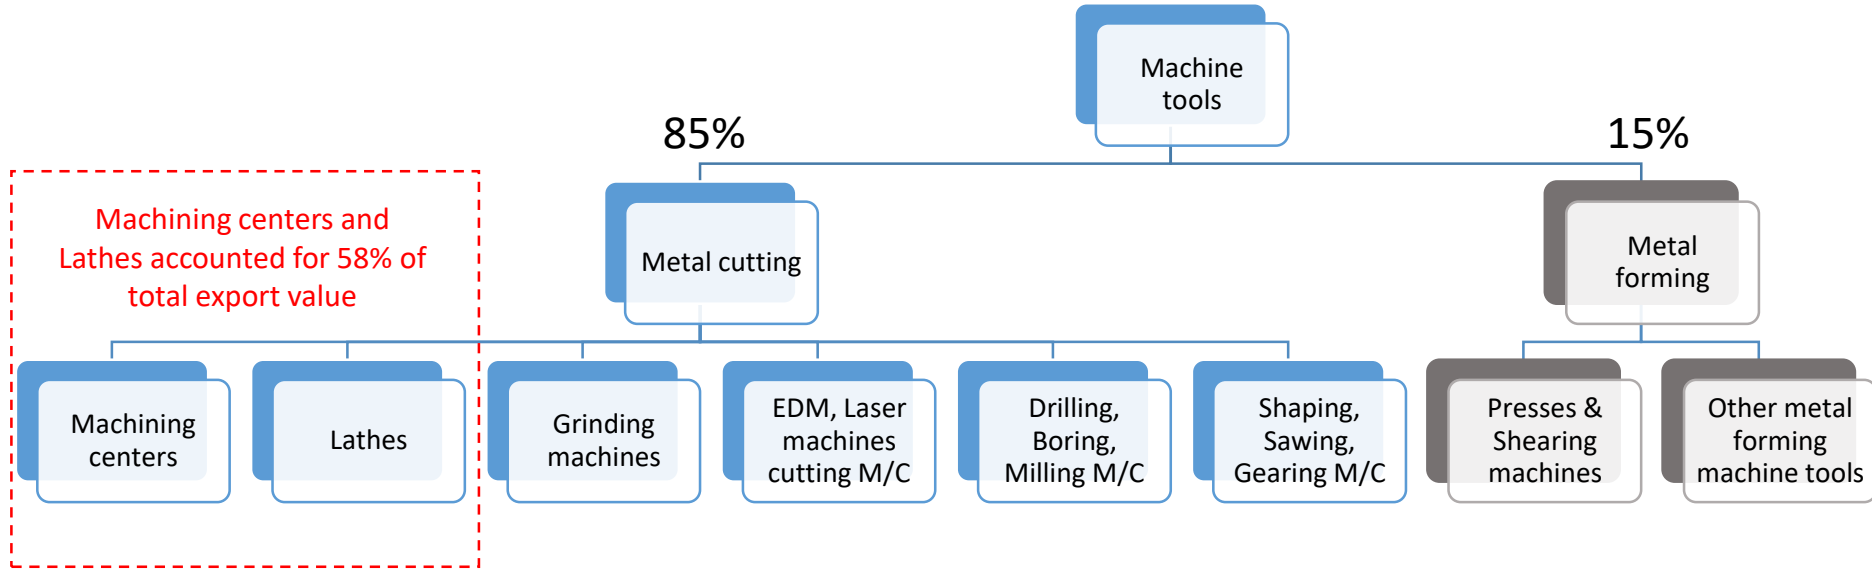 Machine
tools
85%
15%
Machining centers and
Lathes accounted for 58% of
total export value
Metal cutting
Metal
forming
Machining
centers
Lathes
Grinding
machines
EDM, Laser
machines
cutting M/C
Drilling,
Boring,
Milling M/C
Shaping,
Sawing,
Gearing M/C
Presses &
Shearing
machines
Other metal
forming
machine tools